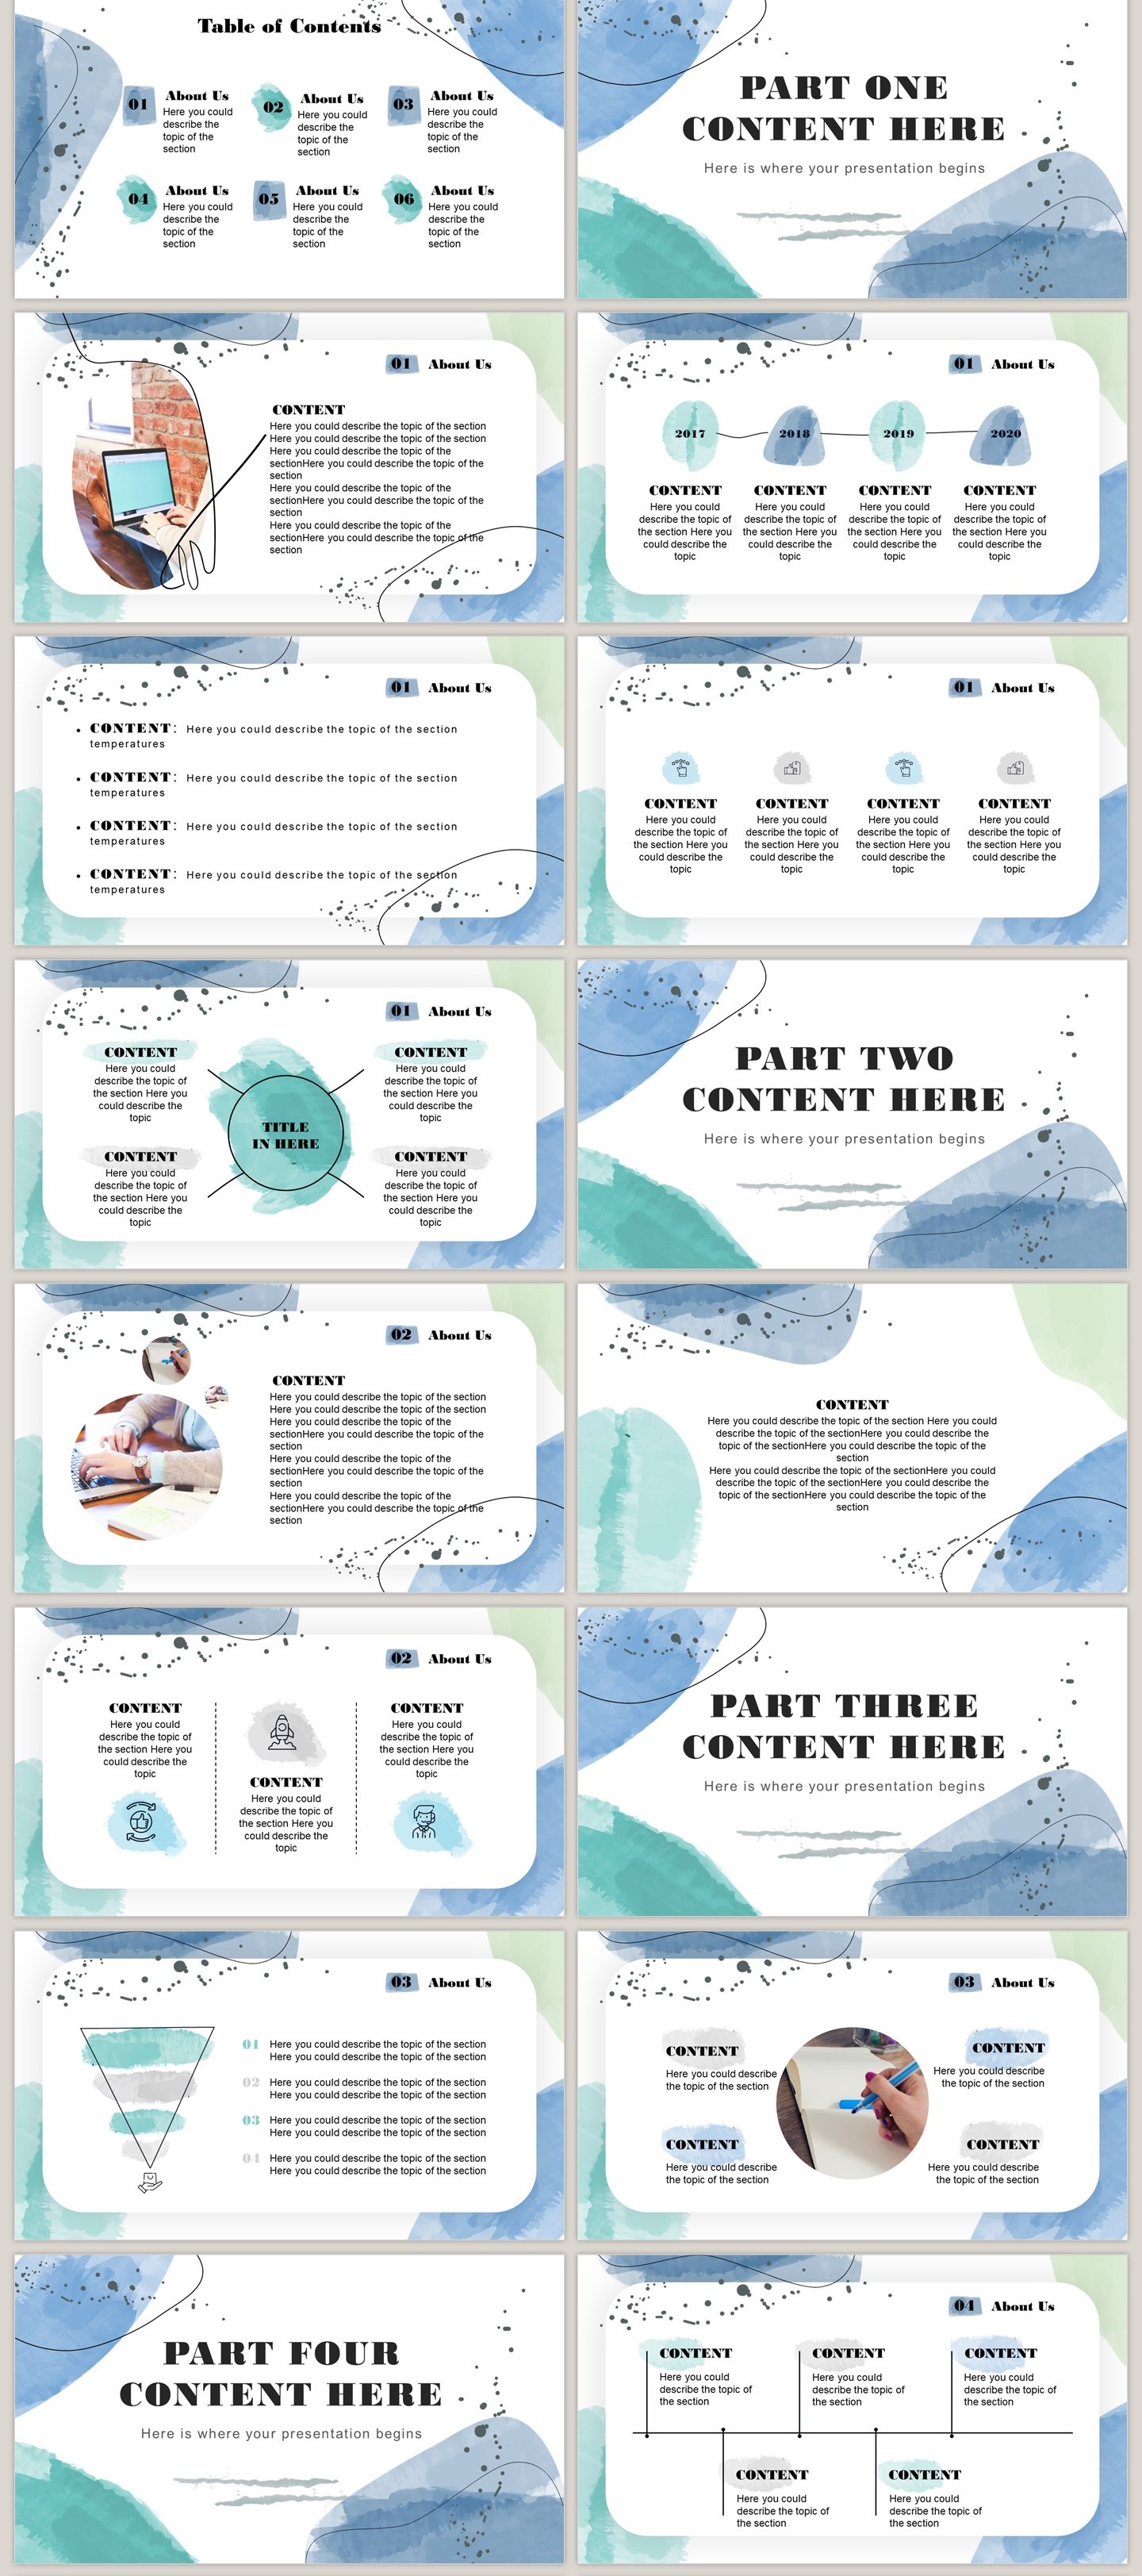 Table of Contents
01
About Us
Here you could
describe the
topic of the
section
02
About Us
Here you could
describe the
topic of the
section
03
About Us
Here you could
describe the
topic of the
section
04
About Us
Here you could
describe the
topic of the
section
05
About Us
Here you could
describe the
topic of the
section
06
About Us
Here you could
describe the
topic of the
section
PART ONE
CONTENT HERE
Here is where your presentation begins
01 About Us
CONTENT
Here you could describe the topic of the section
Here you could describe the topic of the section
Here you could describe the topic of the
sectionHere you could describe the topic of the
section
Here you could describe the topic of the
sectionHere you could describe the topic of the
section
Here you could describe the topic of the
sectionHere you could describe the topic of the
section
01 About Us
2017
2018
2019
2020
CONTENT
Here you could
describe the topic of
the section Here you
could describe the
topic
CONTENT
Here you could
describe the topic of
the section Here you
could describe the
topic
CONTENT
Here you could
describe the topic of
the section Here you
could describe the
topic
CONTENT
Here you could
describe the topic of
the section Here you
could describe the
topic
01 About Us
• CONTENT: Here you could describe the topic of the section
temperatures
• CONTENT: Here you could describe the topic of the section
temperatures
• CONTENT: Here you could describe the topic of the section
temperatures
• CONTENT: Here you could describe the topic of the section
temperatures
01 About Us
CONTENT
Here you could
describe the topic of
the section Here you
could describe the
topic
CONTENT
Here you could
describe the topic of
the section Here you
could describe the
topic
CONTENT
Here you could
describe the topic of
the section Here you
could describe the
topic
CONTENT
Here you could
describe the topic of
the section Here you
could describe the
topic
01 About Us
CONTENT
Here you could
describe the topic of
the section Here you
could describe the
topic
CONTENT
Here you could
describe the topic of
the section Here you
could describe the
topic
TITLE
IN HERE
CONTENT
Here you could
describe the topic of
the section Here you
could describe the
topic
CONTENT
Here you could
describe the topic of
the section Here you
could describe the
topic
PART TWO
CONTENT HERE
Here is where your presentation begins
02 About Us
CONTENT
Here you could describe the topic of the section
Here you could describe the topic of the section
Here you could describe the topic of the
sectionHere you could describe the topic of the
section
Here you could describe the topic of the
sectionHere you could describe the topic of the
section
Here you could describe the topic of the
sectionHere you could describe the topic of the
section
CONTENT
Here you could describe the topic of the section Here you could
describe the topic of the sectionHere you could describe the
topic of the sectionHere you could describe the topic of the
section
Here you could describe the topic of the sectionHere you could
describe the topic of the sectionHere you could describe the
topic of the sectionHere you could describe the topic of the
section
02 About Us
CONTENT
Here you could
describe the topic of
the section Here you
could describe the
topic
CONTENT
Here you could
describe the topic of
the section Here you
could describe the
topic
CONTENT
Here you could
describe the topic of
the section Here you
could describe the
topic
PART THREE
CONTENT HERE
Here is where your presentation begins
03 About Us
01 Here you could describe the topic of the section
Here you could describe the topic of the section
02 Here you could describe the topic of the section
Here you could describe the topic of the section
03 Here you could describe the topic of the section
Here you could describe the topic of the section
04 Here you could describe the topic of the section
Here you could describe the topic of the section
03 About Us
CONTENT
Here you could describe
the topic of the section
CONTENT
Here you could describe
the topic of the section
CONTENT
Here you could describe
the topic of the section
CONTENT
Here you could describe
the topic of the section
PART FOUR
CONTENT HERE
Here is where your presentation begins
04 About Us
CONTENT
Here you could
describe the topic of
the section
CONTENT
Here you could
describe the topic of
the section
CONTENT
Here you could
describe the topic of
the section
CONTENT
Here you could
describe the topic of
the section
CONTENT
Here you could
describe the topic of
the section